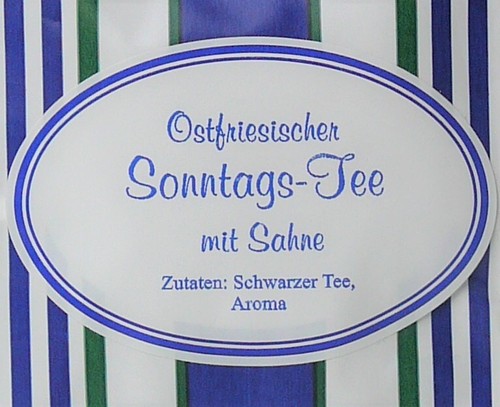 Ostfriesischer
Sonntags-Tee
mit Sahne
Zutaten: Schwarzer Tee,
Aroma